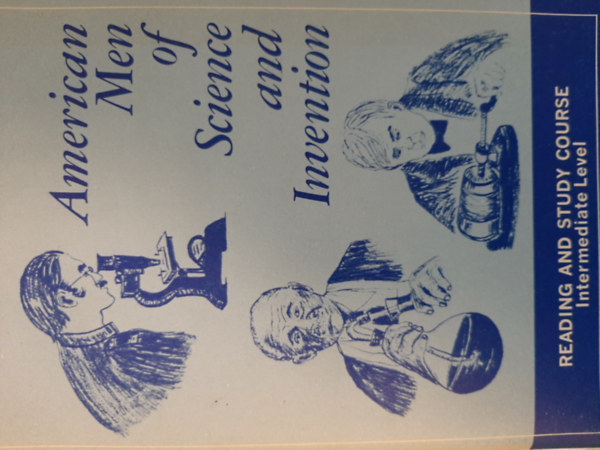 American
Men
of
Science
and
Invention
READING AND STUDY COURSE
Intermediate Level